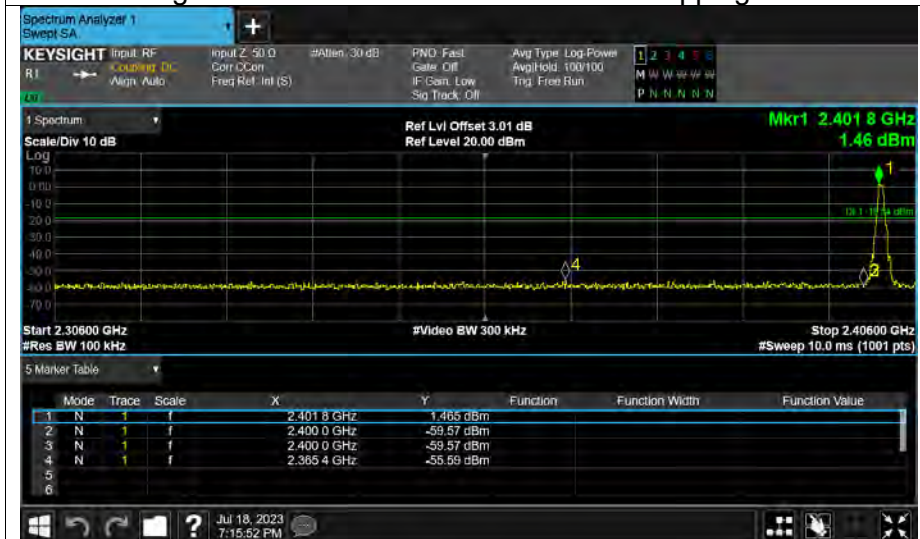 Spectrum Analyzer 1
Swept SA
+
KEYSIGHT Input: RF Input Z: 50 Ω #Atten: 30 dB PNO: Fast Avg Type: Log-Power 1 2 3 4 5 6
R1 Coupling: DC Corr CCorr Gate: Off Avg|Hold: 100/100 M W W W W W
Align: Auto Freq Ref: Int (S) IF Gain: Low Trig: Free Run
Sig Track: Off P N N N N N
1 Spectrum
Scale/Div 10 dB Ref Lvl Offset 3.01 dB Mkr1 2.401 8 GHz
Ref Level 20.00 dBm 1.46 dBm
Log
10.0
0.00
-10.0
-20.0
-30.0
-40.0
-50.0
-60.0
-70.0
1
4
2
Start 2.30600 GHz #Video BW 300 kHz Stop 2.40600 GHz
#Res BW 100 kHz #Sweep 10.0 ms (1001 pts)
5 Marker Table
Mode Trace Scale X Y Function Function Width Function Value
1 N 1 f 2.401 8 GHz 1.465 dBm
2 N 1 f 2.400 0 GHz -59.57 dBm
3 N 1 f 2.400 0 GHz -59.57 dBm
4 N 1 f 2.365 4 GHz -55.59 dBm
5
6
? Jul 18, 2023
7:15:52 PM